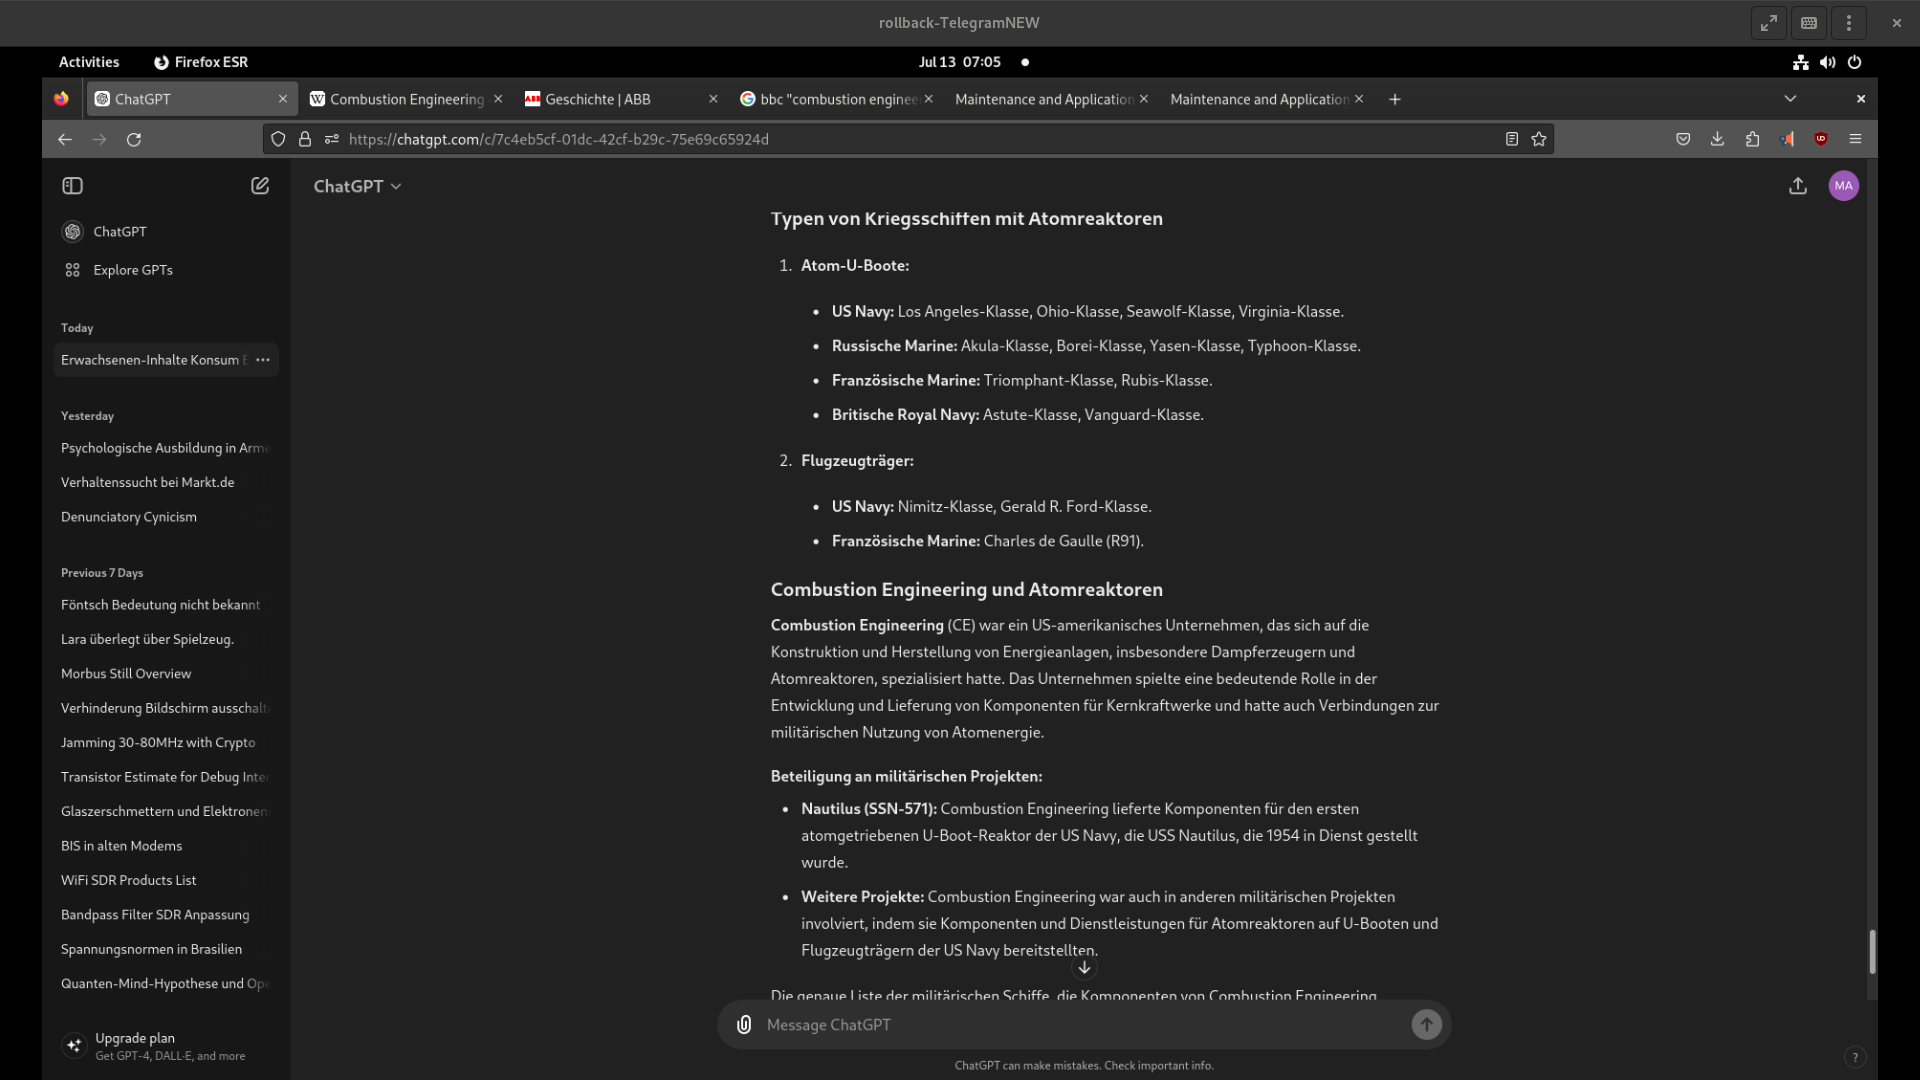 rollback-TelegramNEW
Activities
Firefox ESR
Jul 13 07:05
ChatGPT
Combustion Engineering
Geschichte | ABB
bbc "combustion enginee
Maintenance and Application
Maintenance and Application
https://chatgpt.com/c/7c4eb5cf-01dc-42cf-b29c-75e69c65924d
ChatGPT
Explore GPTs
Today
Erwachsenen-Inhalte Konsum E
Yesterday
Psychologische Ausbildung in Arme
Verhaltenssucht bei Markt.de
Denunciatory Cynicism
Previous 7 Days
Föntsch Bedeutung nicht bekannt
Lara überlegt über Spielzeug.
Morbus Still Overview
Verhinderung Bildschirm ausschalte
Jamming 30-80MHz with Crypto
Transistor Estimate for Debug Inter
Glaszerschmettern und Elektronen
BIS in alten Modems
WiFi SDR Products List
Bandpass Filter SDR Anpassung
Spannungsnormen in Brasilien
Quanten-Mind-Hypothese und Ope
Upgrade plan
Get GPT-4, DALL·E, and more
ChatGPT
MA
Typen von Kriegsschiffen mit Atomreaktoren
1. Atom-U-Boote:
• US Navy: Los Angeles-Klasse, Ohio-Klasse, Seawolf-Klasse, Virginia-Klasse.
• Russische Marine: Akula-Klasse, Borei-Klasse, Yasen-Klasse, Typhoon-Klasse.
• Französische Marine: Triomphant-Klasse, Rubis-Klasse.
• Britische Royal Navy: Astute-Klasse, Vanguard-Klasse.
2. Flugzeugträger:
• US Navy: Nimitz-Klasse, Gerald R. Ford-Klasse.
• Französische Marine: Charles de Gaulle (R91).
Combustion Engineering und Atomreaktoren
Combustion Engineering (CE) war ein US-amerikanisches Unternehmen, das sich auf die
Konstruktion und Herstellung von Energieanlagen, insbesondere Dampferzeugern und
Atomreaktoren, spezialisiert hatte. Das Unternehmen spielte eine bedeutende Rolle in der
Entwicklung und Lieferung von Komponenten für Kernkraftwerke und hatte auch Verbindungen zur
militärischen Nutzung von Atomenergie.
Beteiligung an militärischen Projekten:
• Nautilus (SSN-571): Combustion Engineering lieferte Komponenten für den ersten
atomgetriebenen U-Boot-Reaktor der US Navy, die USS Nautilus, die 1954 in Dienst gestellt
wurde.
• Weitere Projekte: Combustion Engineering war auch in anderen militärischen Projekten
involviert, indem sie Komponenten und Dienstleistungen für Atomreaktoren auf U-Booten und
Flugzeugträgern der US Navy bereitstellten.
Die genaue Liste der militärischen Schiffe, die Komponenten von Combustion Engineering
Message ChatGPT
ChatGPT can make mistakes. Check important info.
?